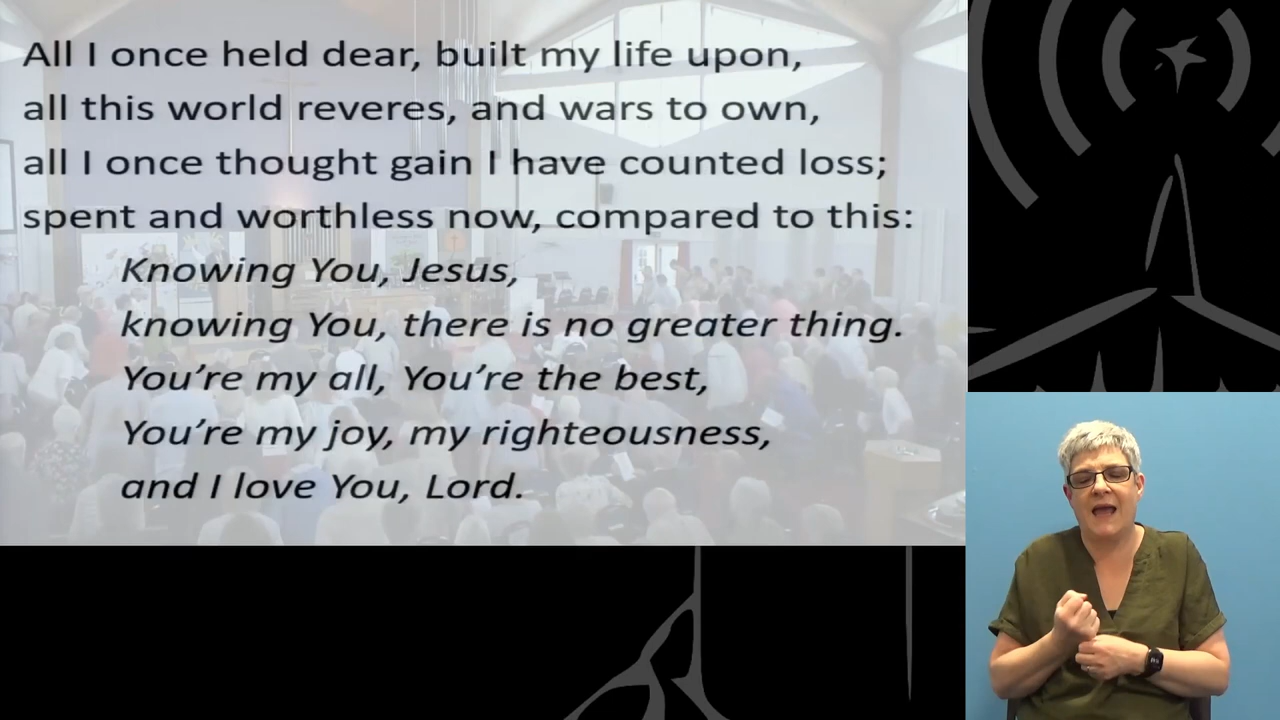 All I once held dear, built my life upon,
all this world reveres, and wars to own,
all I once thought gain I have counted loss;
spent and worthless now, compared to this:
Knowing You, Jesus,
knowing You, there is no greater thing.
You’re my all, You’re the best,
You’re my joy, my righteousness,
and I love You, Lord.